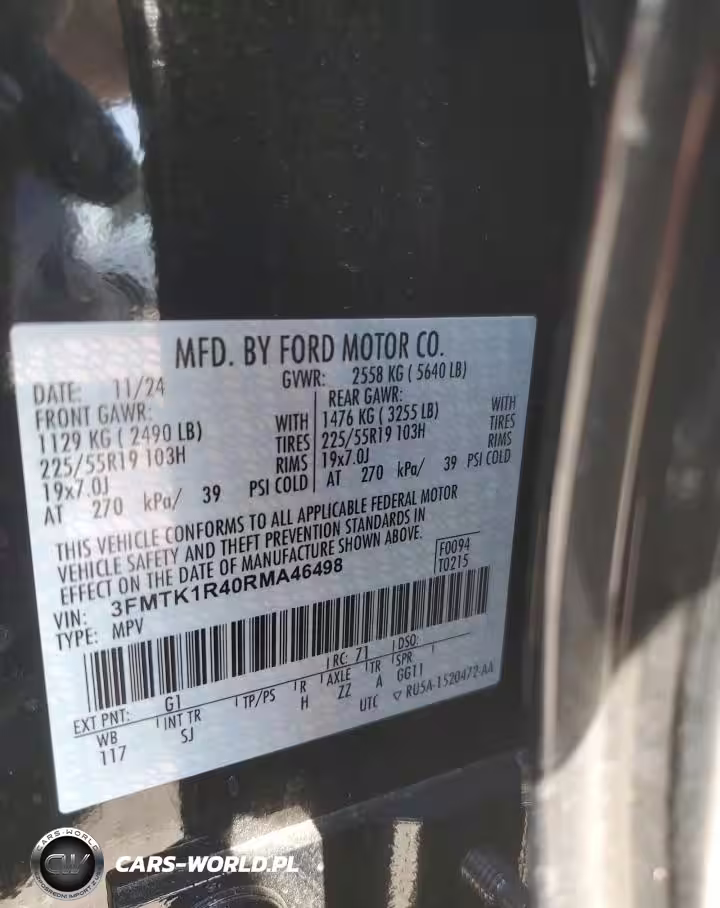 MFD. BY FORD MOTOR CO.
DATE: 11/24 GVWR: 2558 KG ( 5640 LB)
FRONT GAWR: REAR GAWR:
1129 KG ( 2490 LB) WITH 1476 KG ( 3255 LB) WITH
225/55R19 103H TIRES 225/55R19 103H TIRES
19x7.0J RIMS 19x7.0J RIMS
AT 270 kPa/ 39 PSI COLD AT 270 kPa/ 39 PSI COLD
THIS VEHICLE CONFORMS TO ALL APPLICABLE FEDERAL MOTOR
VEHICLE SAFETY AND THEFT PREVENTION STANDARDS IN
EFFECT ON THE DATE OF MANUFACTURE SHOWN ABOVE.
F0094
T0215
VIN: 3FMTK1R40RMA46498
TYPE: MPV
RC: 71 DSO:
EXT PNT: G1
WB INT TR TP/PS R AXLE TR SPR
117 SJ H ZZ A GG11
UTC ▽ RU5A-1520472-AA
CARS-WORLD
CW
CARS-WORLD.PL